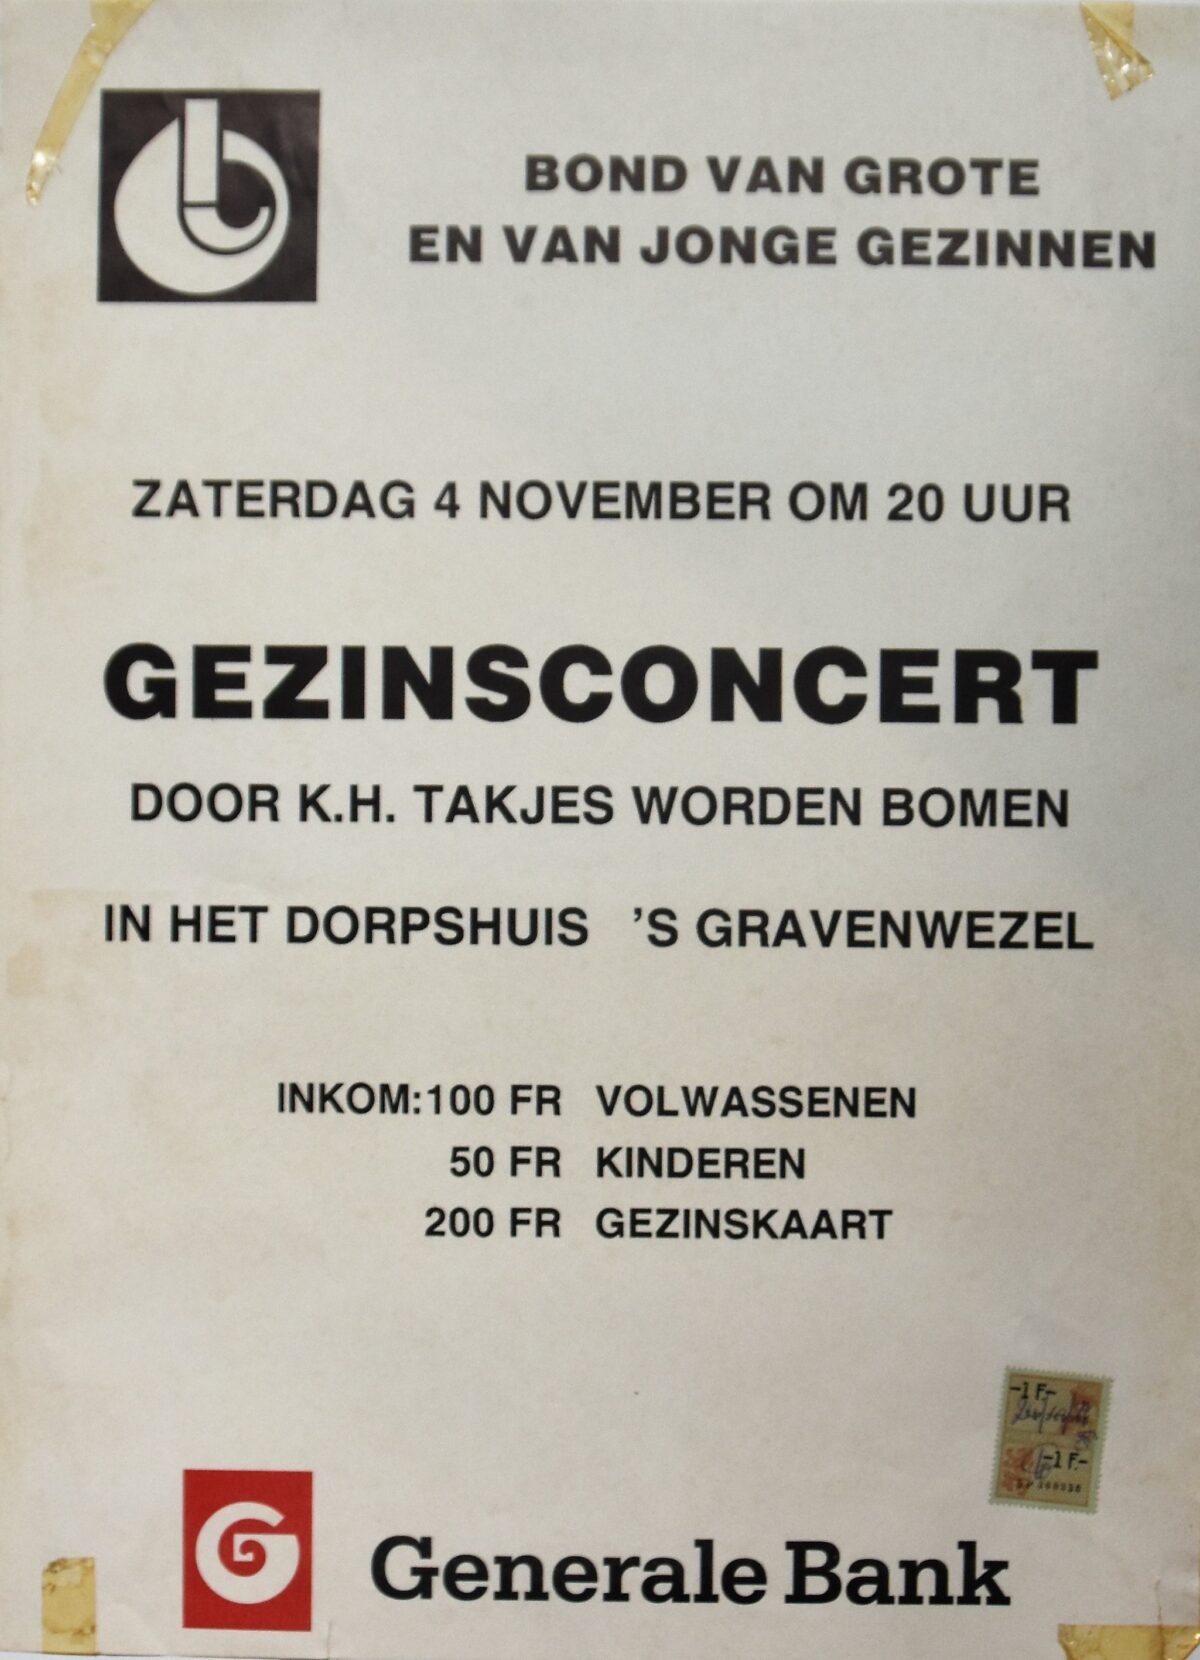 BOND VAN GROTE
EN VAN JONGE GEZINNEN
ZATERDAG 4 NOVEMBER OM 20 UUR
GEZINSCONCERT
DOOR K.H. TAKJES WORDEN BOMEN
IN HET DORPSHUIS 'S GRAVENWEZEL
INKOM:100 FR VOLWASSENEN
50 FR KINDEREN
200 FR GEZINSKAART
-1 F-
-1 F.-
G Generale Bank